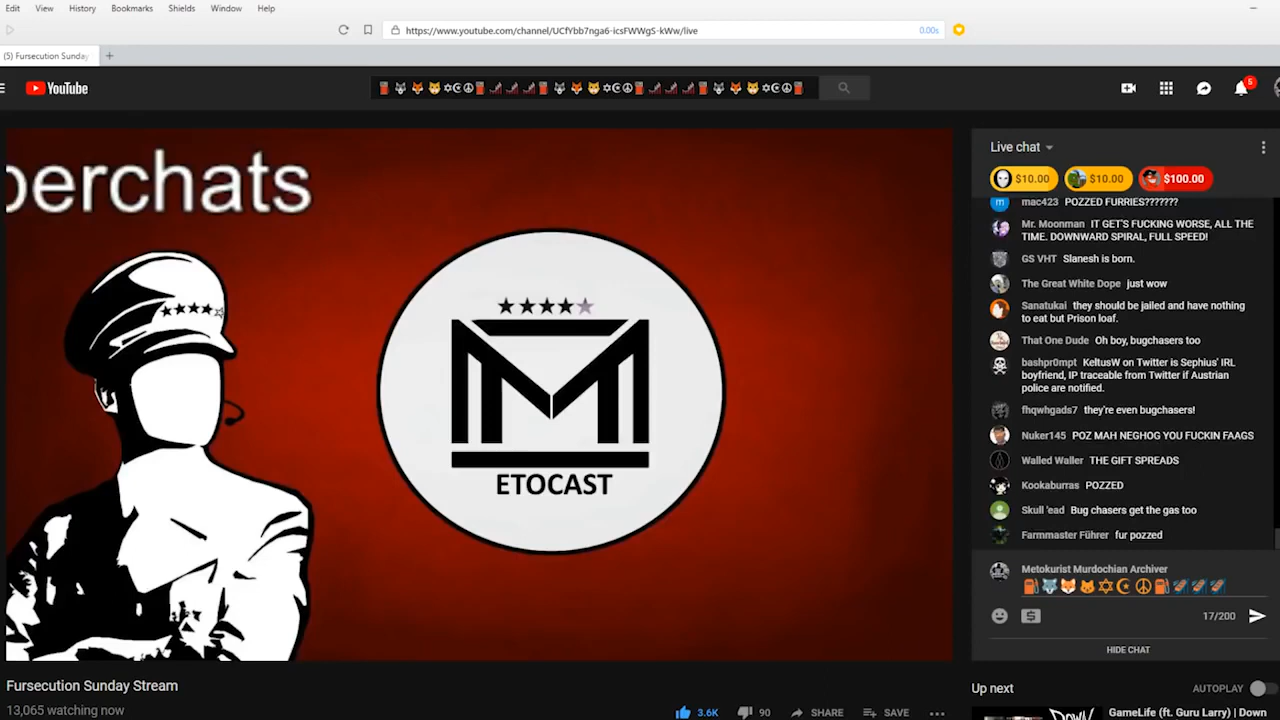 Edit View History Bookmarks Shields Window Help
https://www.youtube.com/channel/UCfYbb7nga6-icsFWWgS-kWw/live 0.00s
(5) Fursecution Sunday
YouTube
5
perchats
ETOCAST
Live chat
$10.00 $10.00 $100.00
mac423 POZZED FURRIES???????
Mr. Moonman IT GET'S FUCKING WORSE, ALL THE
TIME. DOWNWARD SPIRAL, FULL SPEED!
GS VHT Slanesh is born.
The Great White Dope just wow
Sanatukai they should be jailed and have nothing
to eat but Prison loaf.
That One Dude Oh boy, bugchasers too
bashpr0mpt KeltusW on Twitter is Sephius' IRL
boyfriend, IP traceable from Twitter if Austrian
police are notified.
fhqwhgads7 they're even bugchasers!
Nuker145 POZ MAH NEGHOG YOU FUCKIN FAAGS
Walled Waller THE GIFT SPREADS
Kookaburras POZZED
Skull 'ead Bug chasers get the gas too
Farmmaster Führer fur pozzed
Metokurist Murdochian Archiver
17/200
HIDE CHAT
Fursecution Sunday Stream
13,065 watching now
3.6K 90 SHARE SAVE
Up next AUTOPLAY
GameLife (ft. Guru Larry) | Down